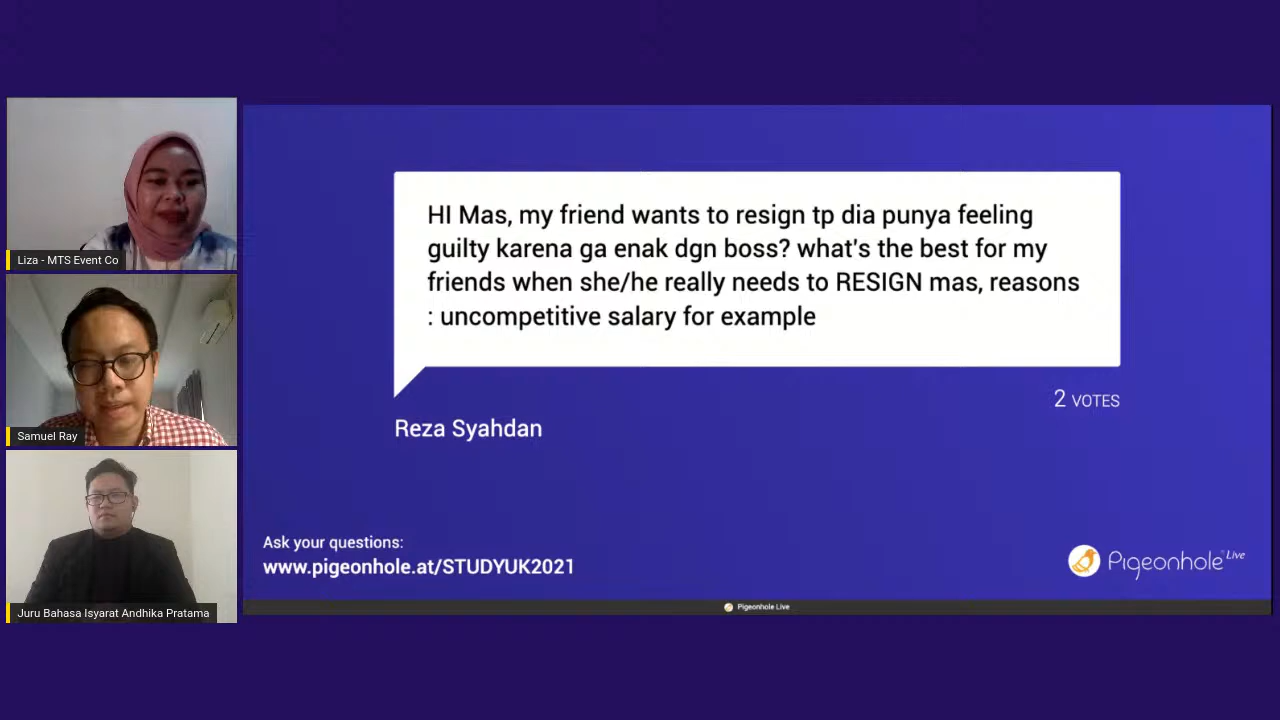 Liza - MTS Event Co
Samuel Ray
Juru Bahasa Isyarat Andhika Pratama
HI Mas, my friend wants to resign tp dia punya feeling
guilty karena ga enak dgn boss? what's the best for my
friends when she/he really needs to RESIGN mas, reasons
: uncompetitive salary for example
2 VOTES
Reza Syahdan
Ask your questions:
www.pigeonhole.at/STUDYUK2021
Pigeonhole Live
Pigeonhole Live